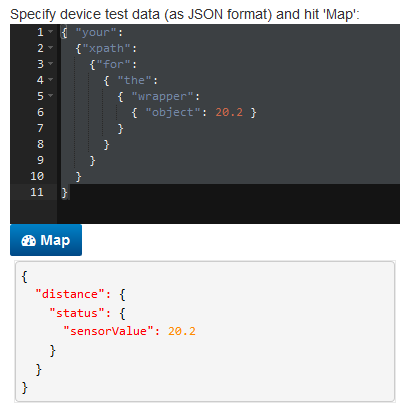 Specify device test data (as JSON format) and hit 'Map':
1 { "your":
2 {"xpath":
3 {"for":
4 { "the":
5 { "wrapper":
6 { "object": 20.2 }
7 }
8 }
9 }
10 }
11 }
Map
{
"distance": {
"status": {
"sensorValue": 20.2
}
}
}